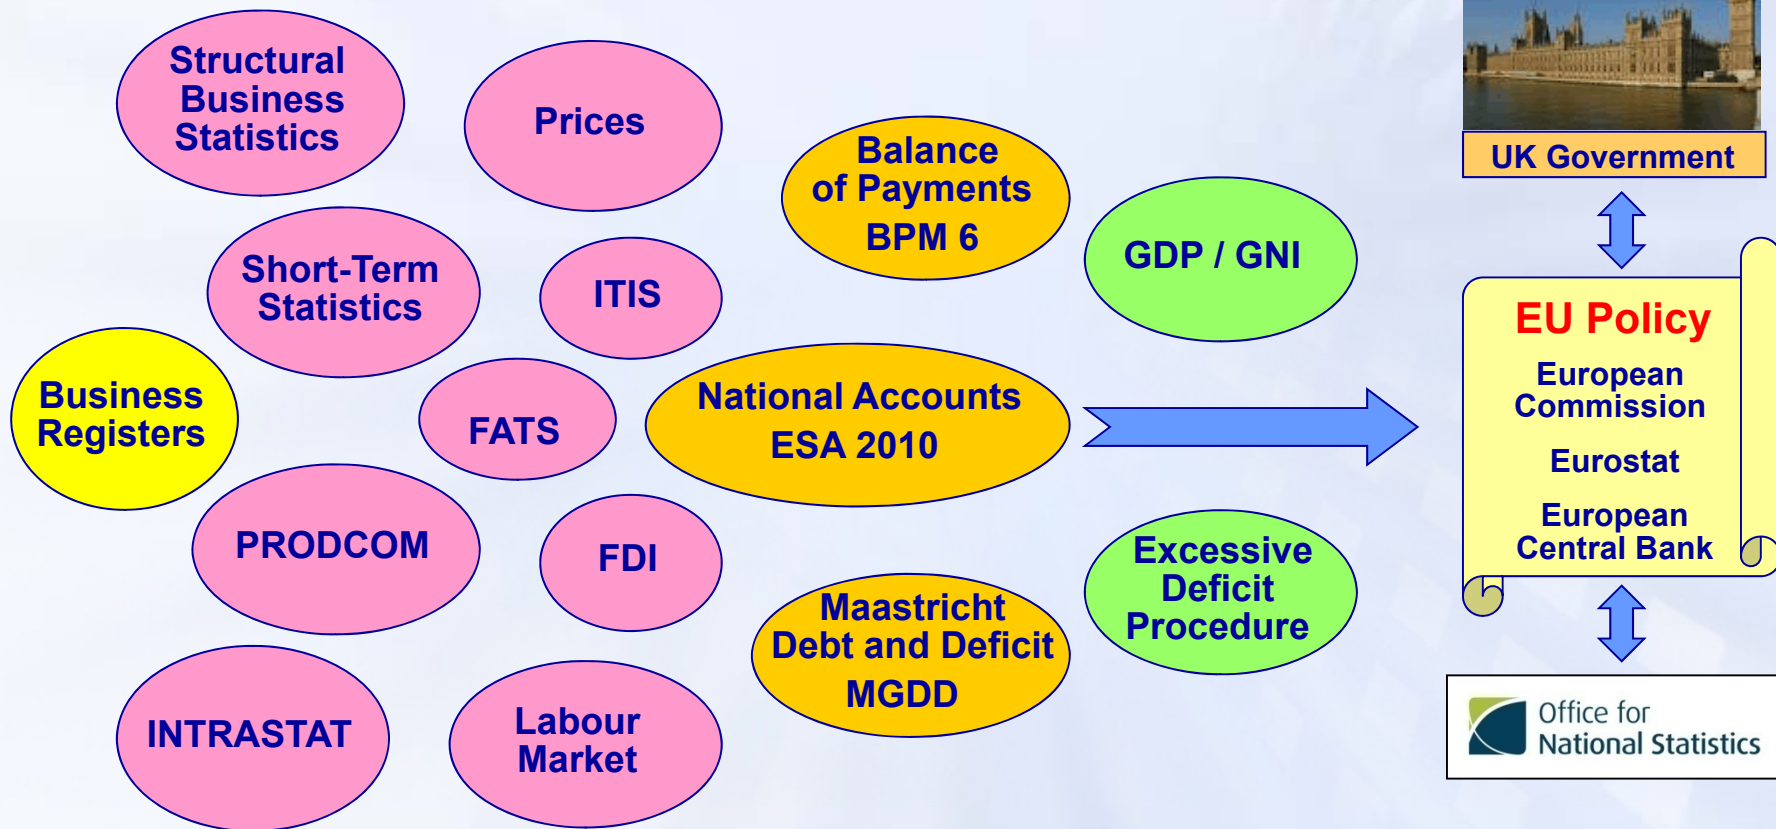 Structural
Business
Statistics
Prices
Balance
of Payments
BPM 6
UK Government
GDP / GNI
Short-Term
Statistics
ITIS
EU Policy
European
Commission
Eurostat
European
Central Bank
Business
Registers
FATS
National Accounts
ESA 2010
PRODCOM
FDI
Excessive
Deficit
Procedure
Maastricht
Debt and Deficit
MGDD
INTRASTAT
Labour
Market
Office for
National Statistics